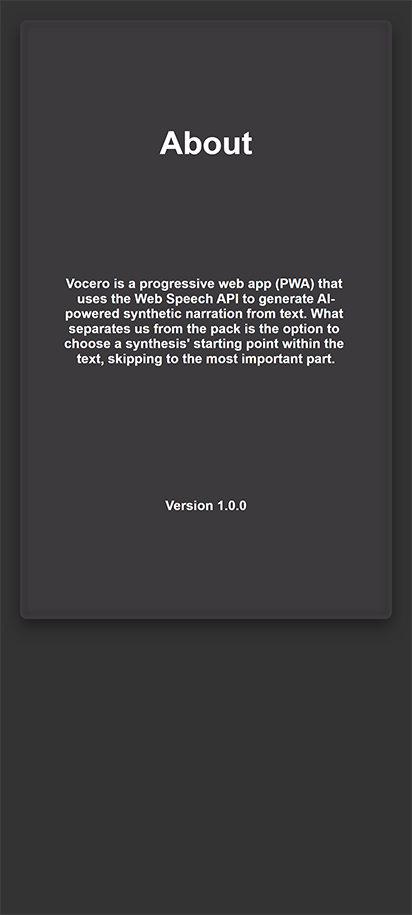 About
Vocero is a progressive web app (PWA) that
uses the Web Speech API to generate AI-
powered synthetic narration from text. What
separates us from the pack is the option to
choose a synthesis' starting point within the
text, skipping to the most important part.
Version 1.0.0